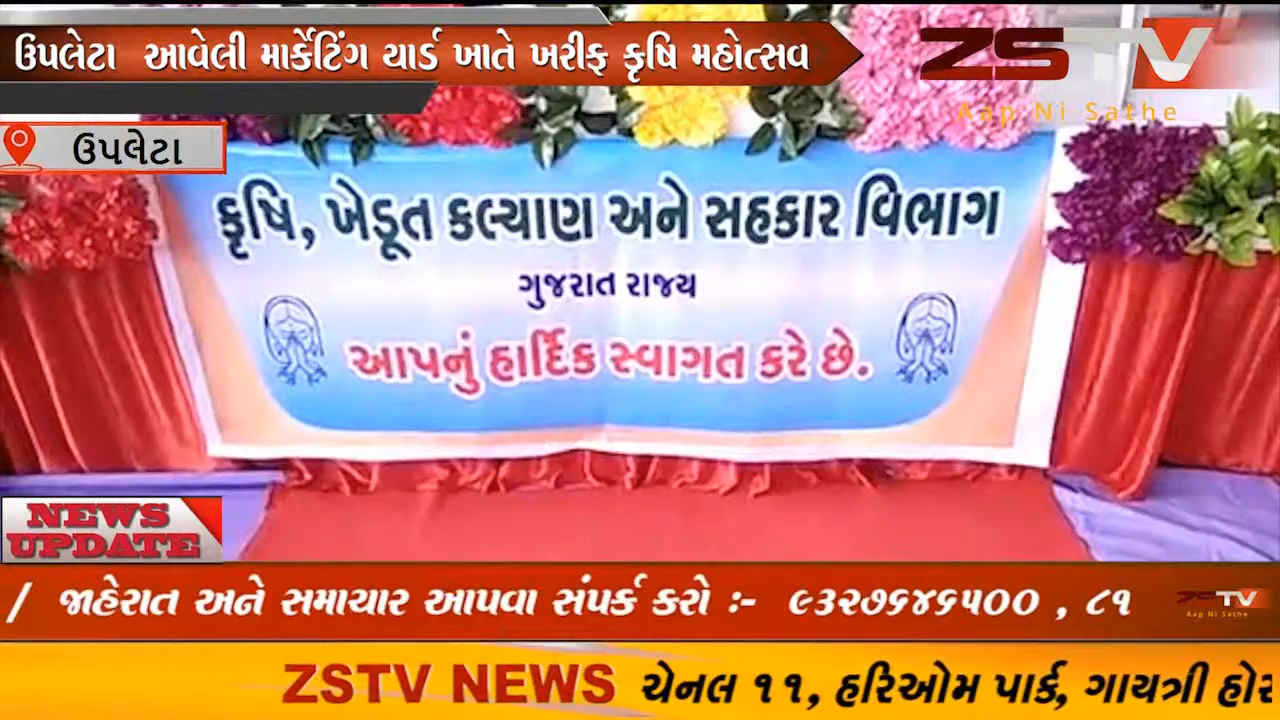 ઉપલેટા આવેલી માર્કેટિંગ યાર્ડ ખાતે ખરીફ કૃષિ મહોત્સવ
ZSTV
Aap Ni Sathe
ઉપલેટા
કૃષિ, ખેડૂત કલ્યાણ અને સહકાર વિભાગ
ગુજરાત રાજ્ય
આપનું હાર્દિક સ્વાગત કરે છે.
NEWS
UPDATE
/ જાહેરાત અને સમાચાર આપવા સંપર્ક કરો :- ૯૩૨૭૬૪૬૫૦૦ , ૮૧
ZSTV
Aap Ni Sathe
ZSTV NEWS ચેનલ ૧૧, હરિઓમ પાર્ક, ગાયત્રી